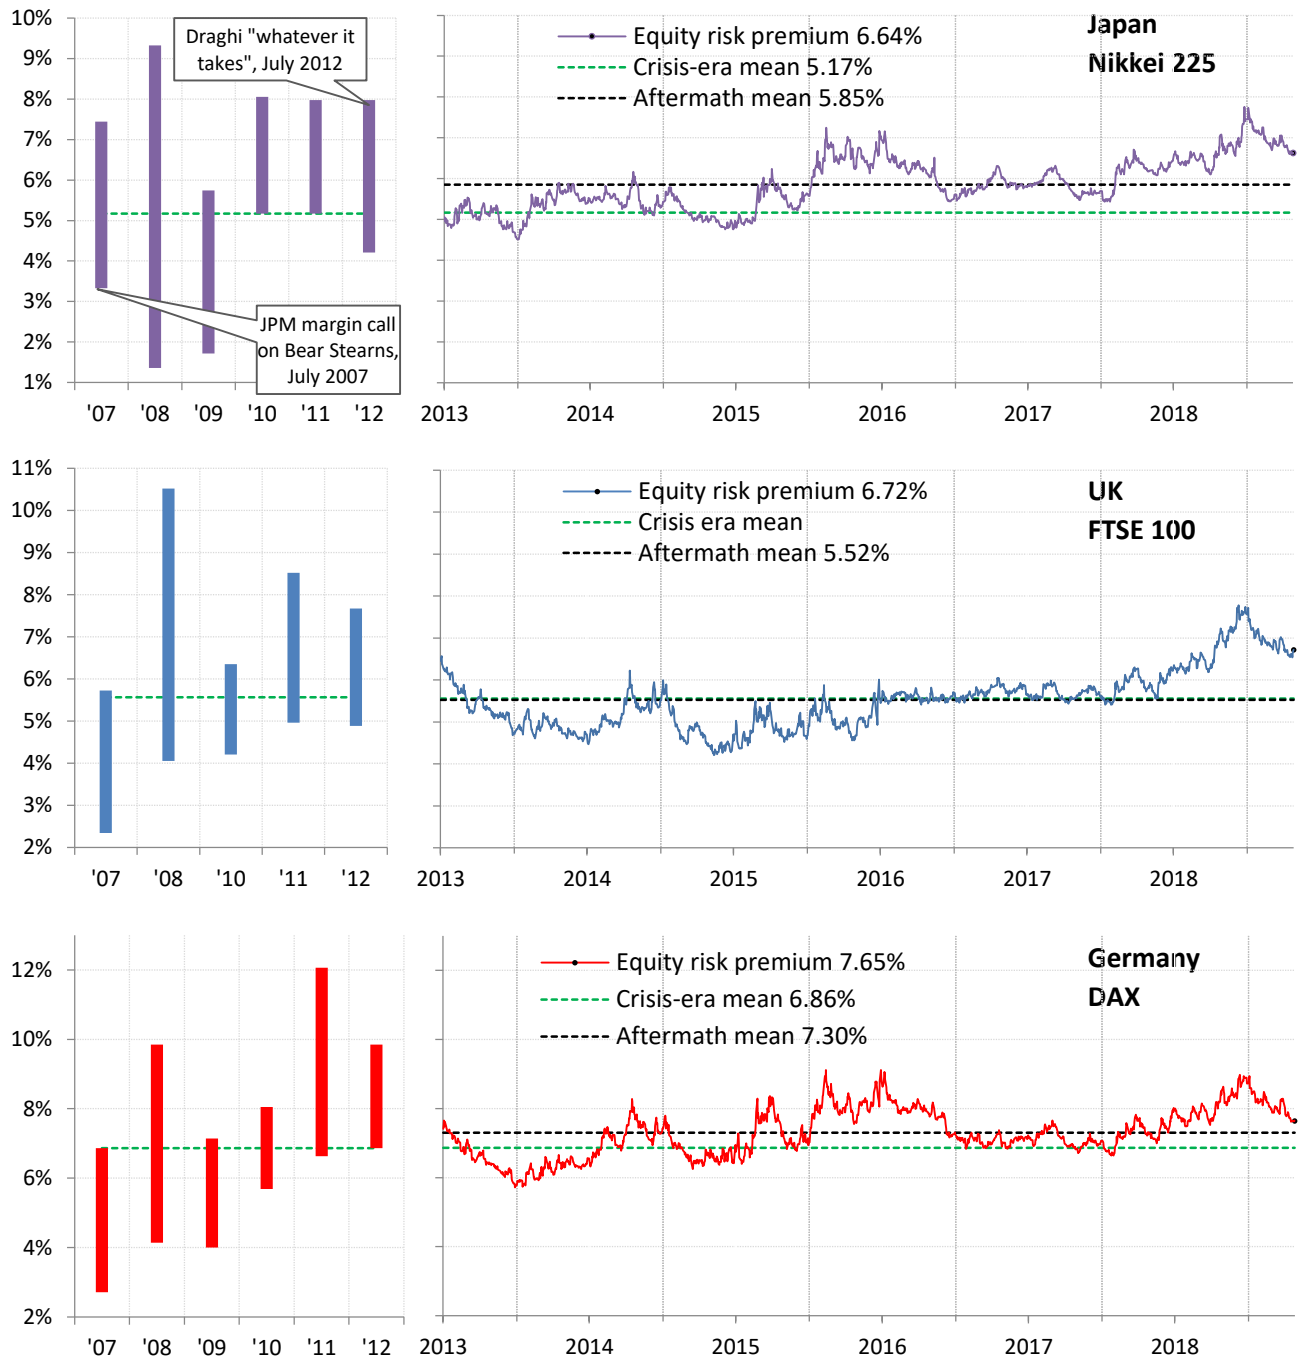 10%
9%
8%
7%
6%
5%
4%
3%
2%
1%
Draghi "whatever it
takes", July 2012
JPM margin call
on Bear Stearns,
July 2007
'07 '08 '09 '10 '11 '12
Equity risk premium 6.64%
Crisis-era mean 5.17%
Aftermath mean 5.85%
Japan
Nikkei 225
2013 2014 2015 2016 2017 2018
11%
10%
9%
8%
7%
6%
5%
4%
3%
2%
'07 '08 '10 '11 '12
Equity risk premium 6.72%
Crisis era mean
Aftermath mean 5.52%
UK
FTSE 100
2013 2014 2015 2016 2017 2018
12%
10%
8%
6%
4%
2%
'07 '08 '09 '10 '11 '12
Equity risk premium 7.65%
Crisis-era mean 6.86%
Aftermath mean 7.30%
Germany
DAX
2013 2014 2015 2016 2017 2018